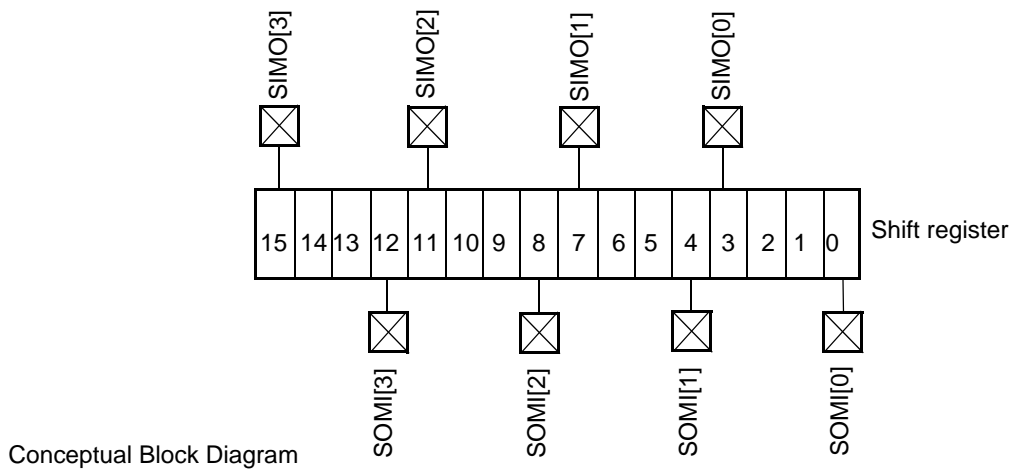 SIMO[3] SIMO[2] SIMO[1] SIMO[0]
15 14 13 12 11 10 9 8 7 6 5 4 3 2 1 0 Shift register
SOMI[3] SOMI[2] SOMI[1] SOMI[0]
Conceptual Block Diagram